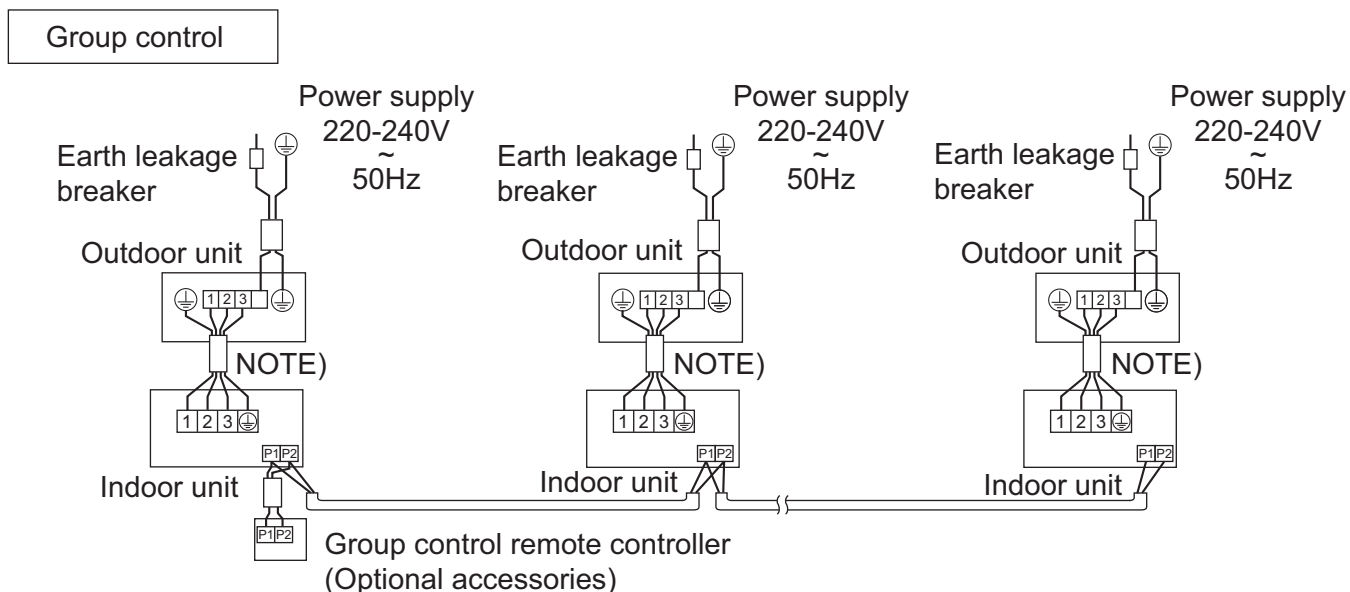 Group control
Power supply
220-240V
~
50Hz
Earth leakage
breaker
Outdoor unit
1 2 3
NOTE)
1 2 3
P1 P2
Indoor unit
P1 P2
Group control remote controller
(Optional accessories)
Power supply
220-240V
~
50Hz
Earth leakage
breaker
Outdoor unit
1 2 3
NOTE)
1 2 3
P1 P2
Indoor unit
Power supply
220-240V
~
50Hz
Earth leakage
breaker
Outdoor unit
1 2 3
NOTE)
1 2 3
P1 P2
Indoor unit